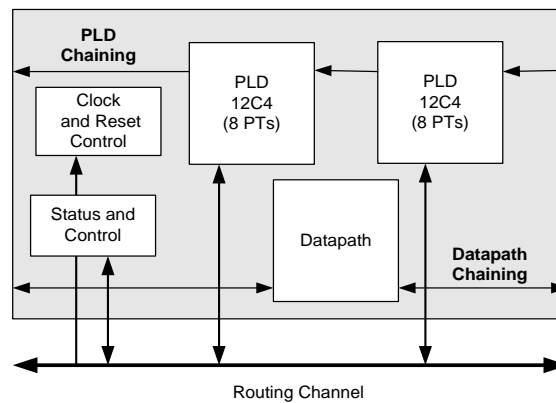 PLD
Chaining
PLD
12C4
(8 PTs)
PLD
12C4
(8 PTs)
Clock
and Reset
Control
Status and
Control
Datapath
Datapath
Chaining
Routing Channel